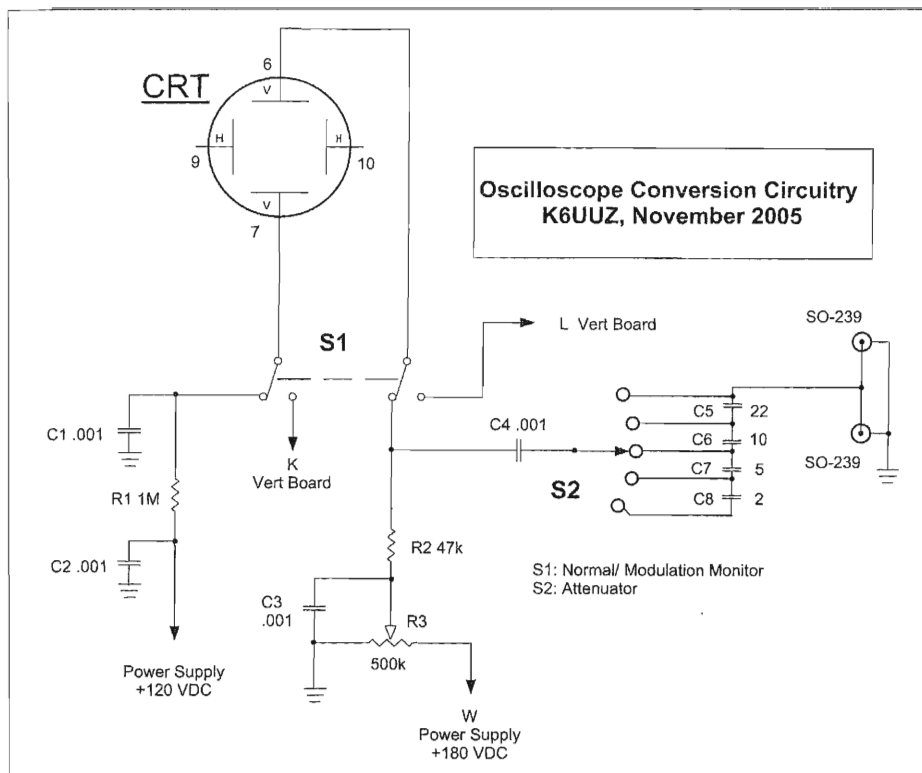 CRT
6
V
H
9
H
10
V
7
Oscilloscope Conversion Circuitry
K6UUZ, November 2005
S1
L Vert Board
SO-239
C1 .001
K
Vert Board
C4 .001
C5 22
C6 10
C7 5
C8 2
SO-239
S2
R1 1M
R2 47k
C2 .001
S1: Normal/ Modulation Monitor
S2: Attenuator
C3
.001
R3
500k
Power Supply
+120 VDC
W
Power Supply
+180 VDC